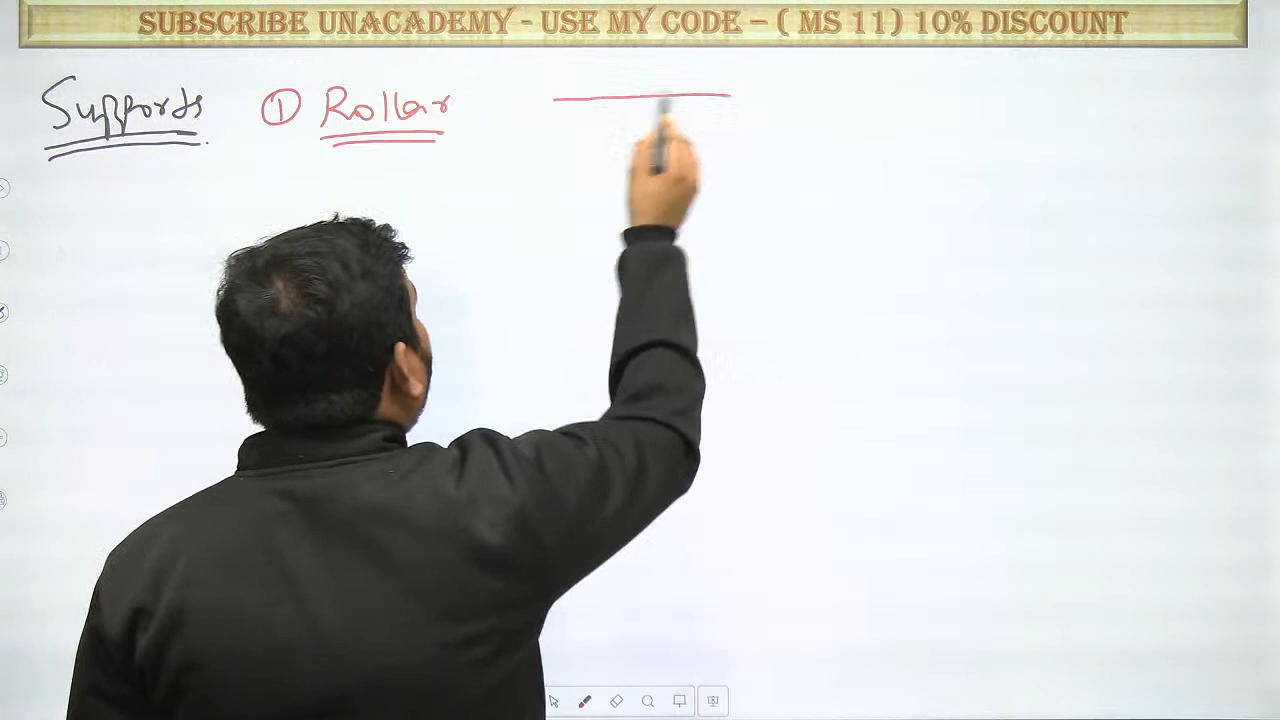 SUBSCRIBE UNACADEMY - USE MY CODE – ( MS 11) 10% DISCOUNT
Supports ① Rollar